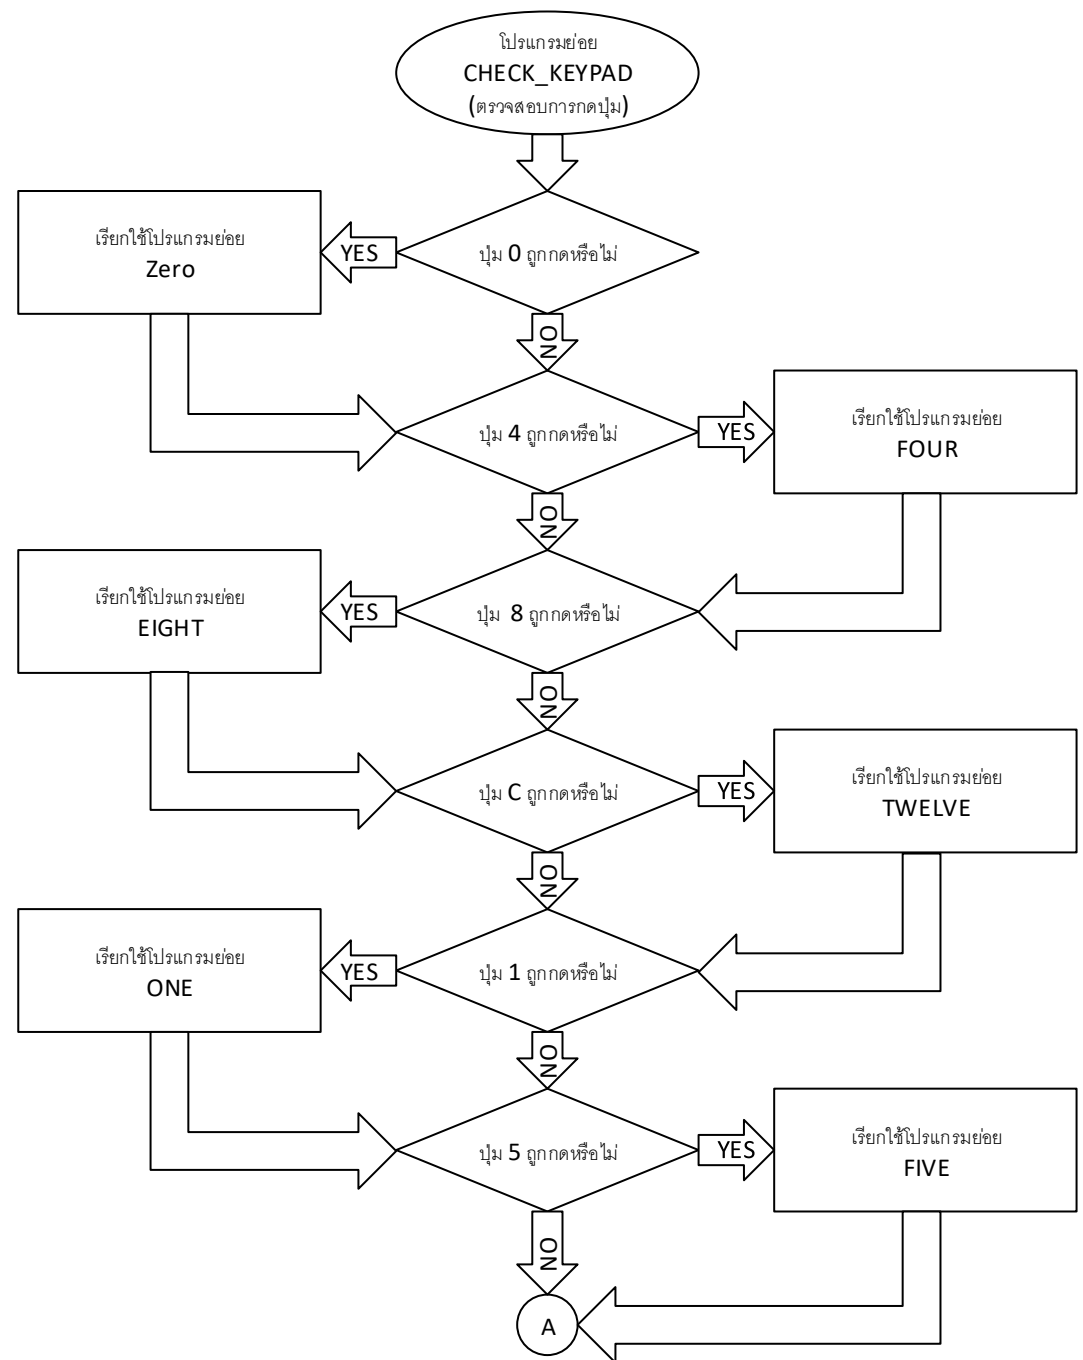 โปรแกรมย่อย
CHECK_KEYPAD
(ตรวจสอบการกดปุ่ม)
ปุ่ม 0 ถูกกดหรือไม่
YES
เรียกใช้โปรแกรมย่อย
Zero
NO
ปุ่ม 4 ถูกกดหรือไม่
YES
เรียกใช้โปรแกรมย่อย
FOUR
NO
ปุ่ม 8 ถูกกดหรือไม่
YES
เรียกใช้โปรแกรมย่อย
EIGHT
NO
ปุ่ม C ถูกกดหรือไม่
YES
เรียกใช้โปรแกรมย่อย
TWELVE
NO
ปุ่ม 1 ถูกกดหรือไม่
YES
เรียกใช้โปรแกรมย่อย
ONE
NO
ปุ่ม 5 ถูกกดหรือไม่
YES
เรียกใช้โปรแกรมย่อย
FIVE
NO
A